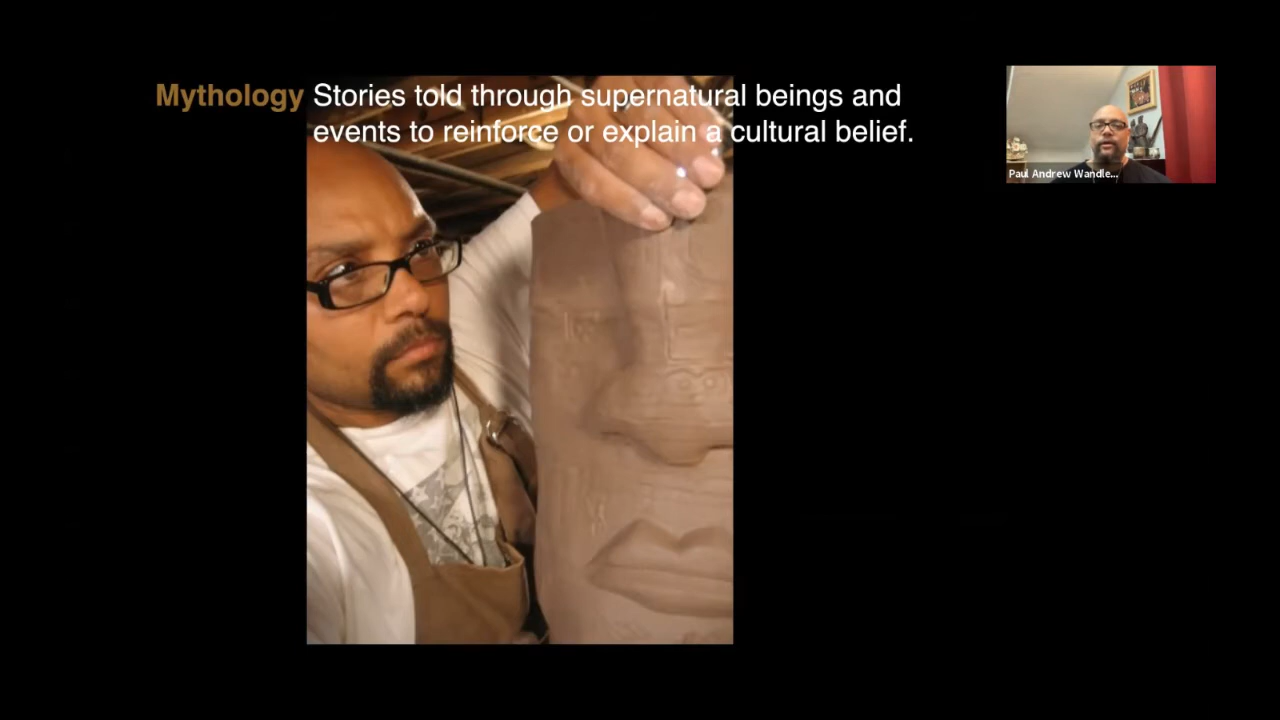 Mythology Stories told through supernatural beings and
events to reinforce or explain a cultural belief.
Paul Andrew Wandle...